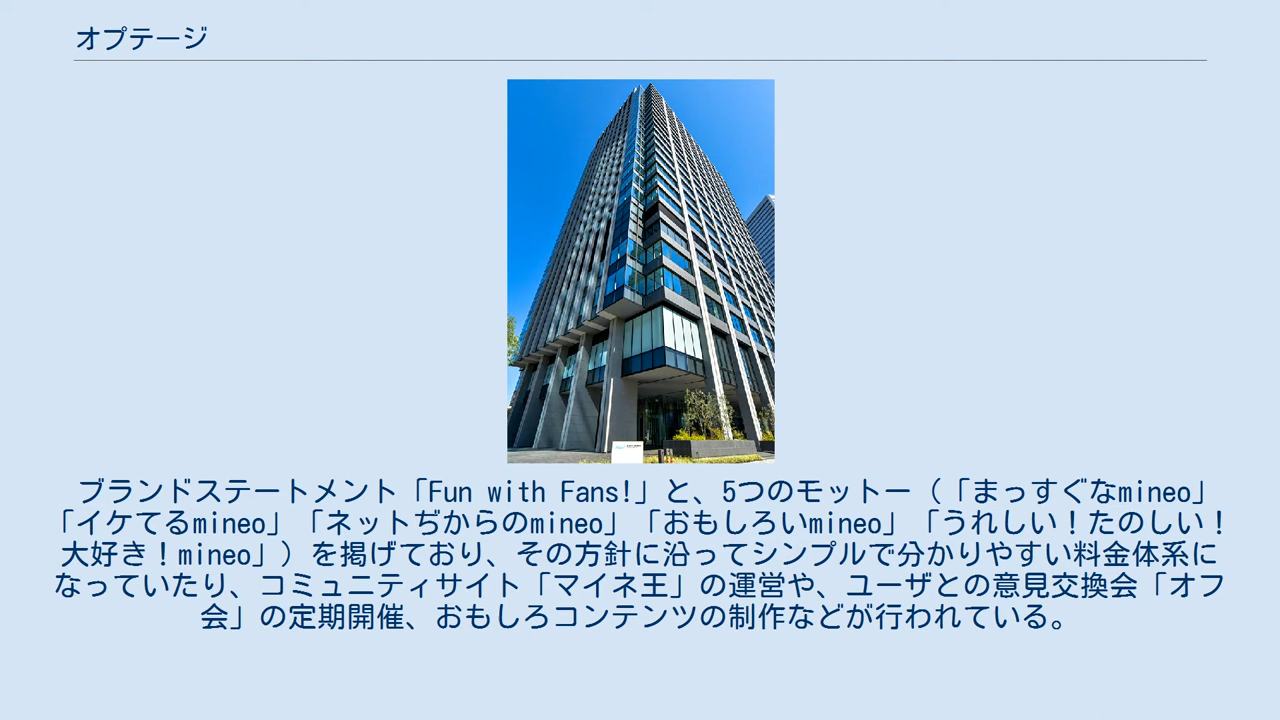 オプテージ
ブランドステートメント「Fun with Fans!」と、5つのモットー（「まっすぐなmineo」
「イケてるmineo」「ネットぢからのmineo」「おもしろいmineo」「うれしい！たのしい！
大好き！mineo」）を掲げており、その方針に沿ってシンプルで分かりやすい料金体系に
なっていたり、コミュニティサイト「マイネ王」の運営や、ユーザとの意見交換会「オフ
会」の定期開催、おもしろコンテンツの制作などが行われている。